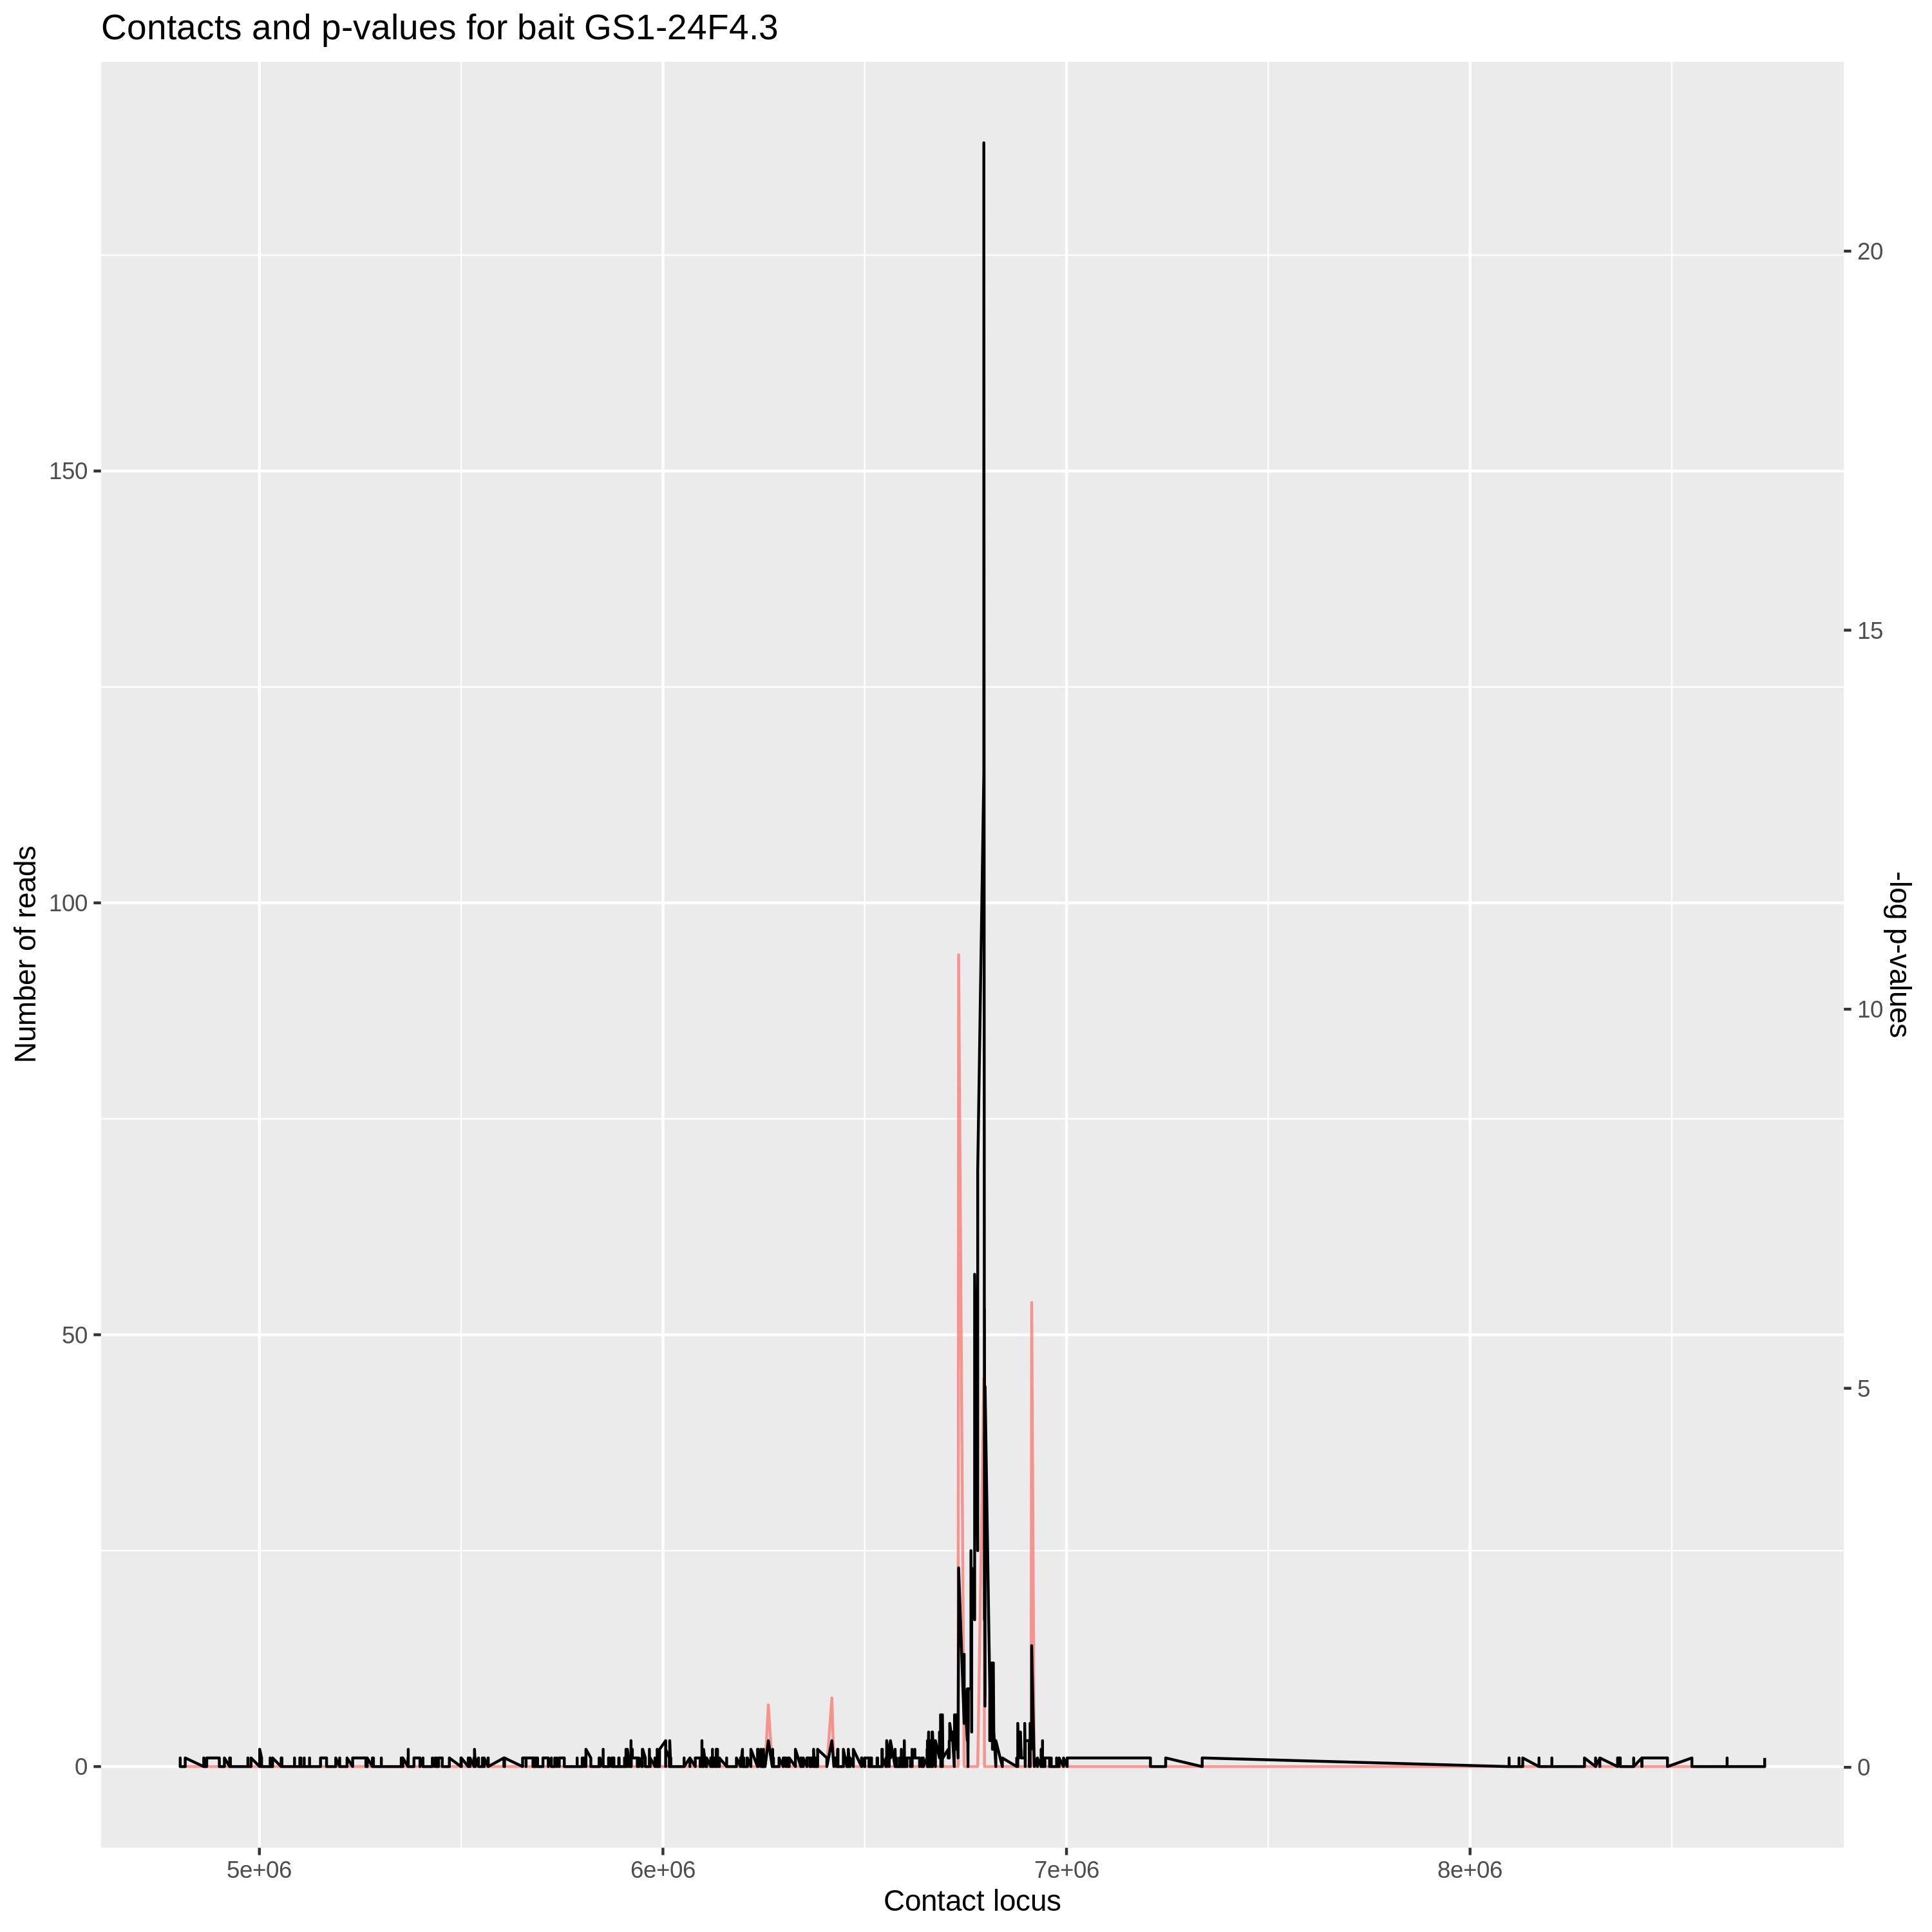 Contacts and p-values for bait GS1-24F4.3
Number of reads
150
100
50
0
20
15
10
5
0
-log p-values
5e+06
6e+06
7e+06
8e+06
Contact locus